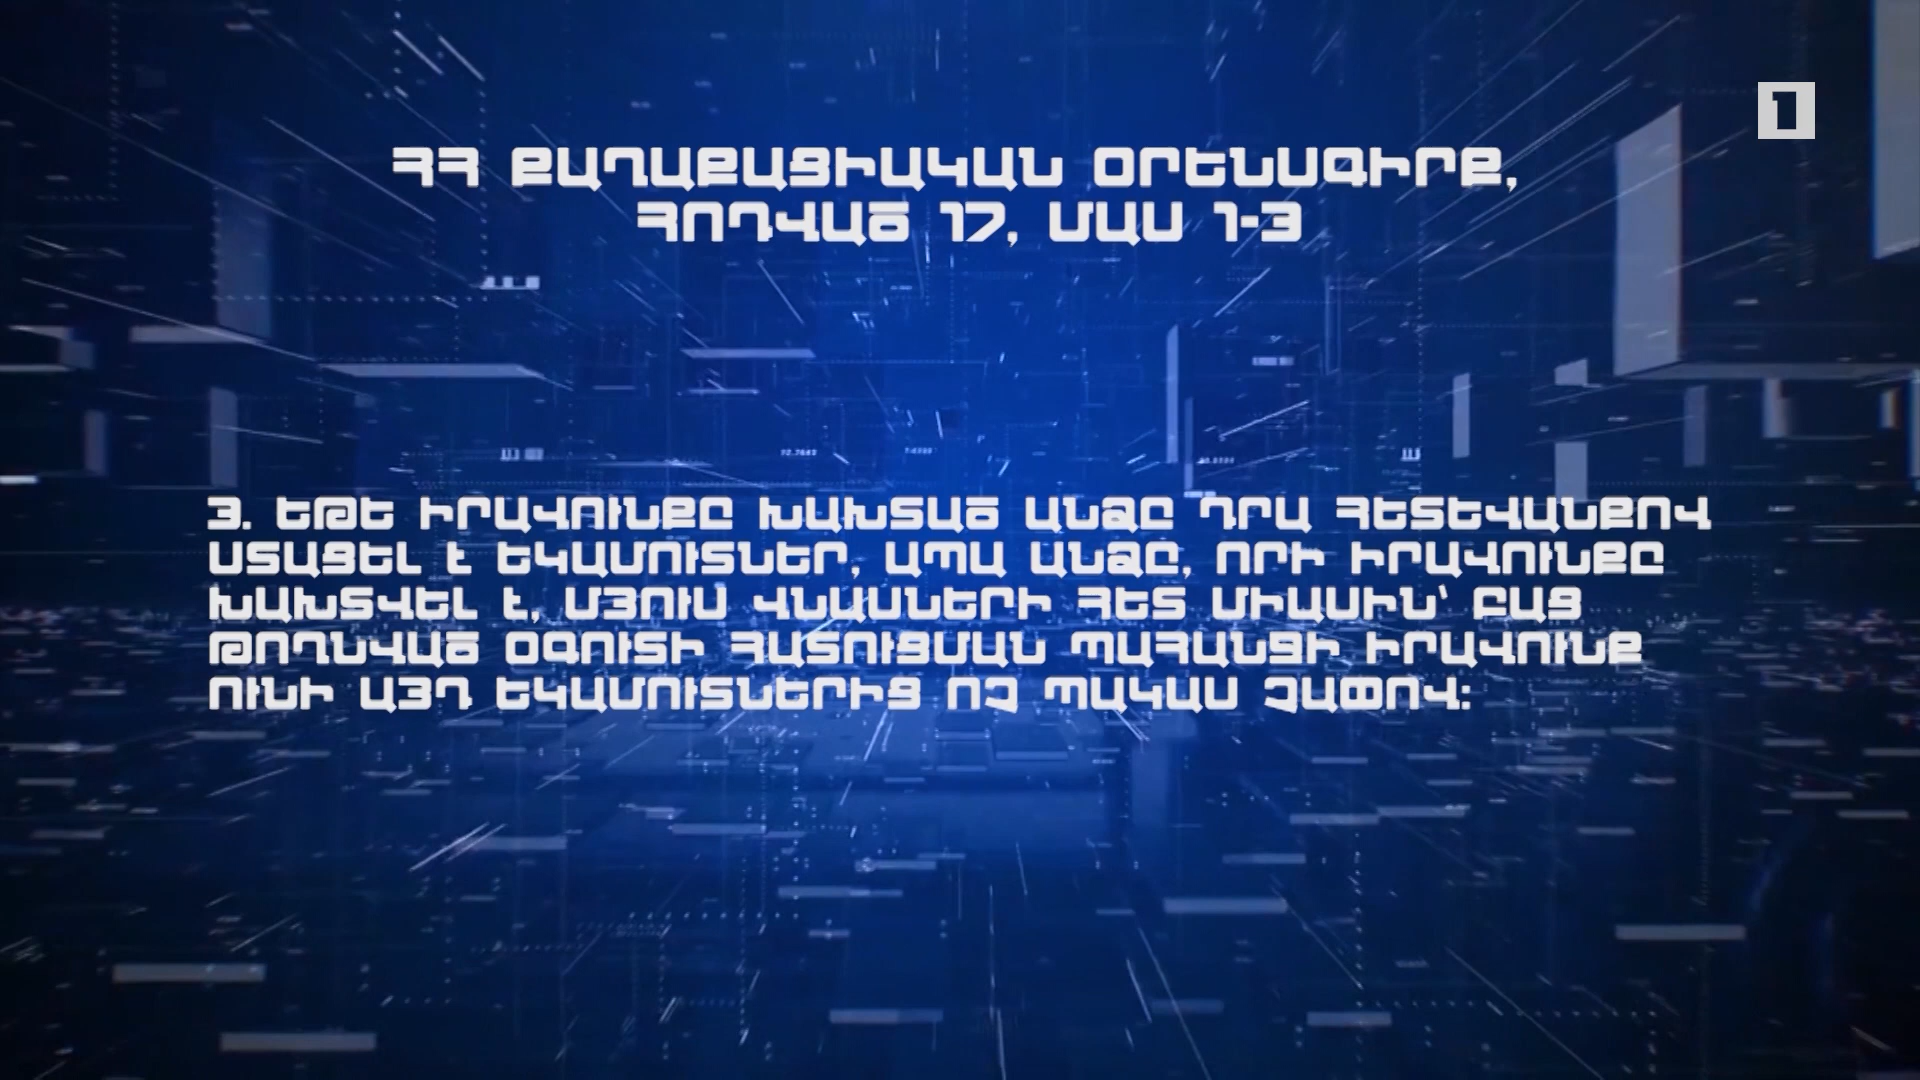 1
ՀՀ ՔԱՂԱՔԱՑԻԱԿԱՆ ՕՐԵՆՍԳԻՐՔ,
ՀՈԴՎԱԾ 17, ՄԱՍ 1-3
3. ԵԹԵ ԻՐԱՎՈՒՆՔԸ ԽԱԽՏԱԾ ԱՆՁԸ ԴՐԱ ՀԵՏԵՎԱՆՔՈՎ
ՍՏԱՑԵԼ Է ԵԿԱՄՈՒՏՆԵՐ, ԱՊԱ ԱՆՁԸ, ՈՐԻ ԻՐԱՎՈՒՆՔԸ
ԽԱԽՏՎԵԼ Է, ՄՅՈՒՍ ՎՆԱՍՆԵՐԻ ՀԵՏ ՄԻԱՍԻՆ՝ ԲԱՑ
ԹՈՂՆՎԱԾ ՕԳՈՒՏԻ ՀԱՏՈՒՑՄԱՆ ՊԱՀԱՆՋԻ ԻՐԱՎՈՒՆՔ
ՈՒՆԻ ԱՅԴ ԵԿԱՄՈՒՏՆԵՐԻՑ ՈՉ ՊԱԿԱՍ ՉԱՓՈՎ: